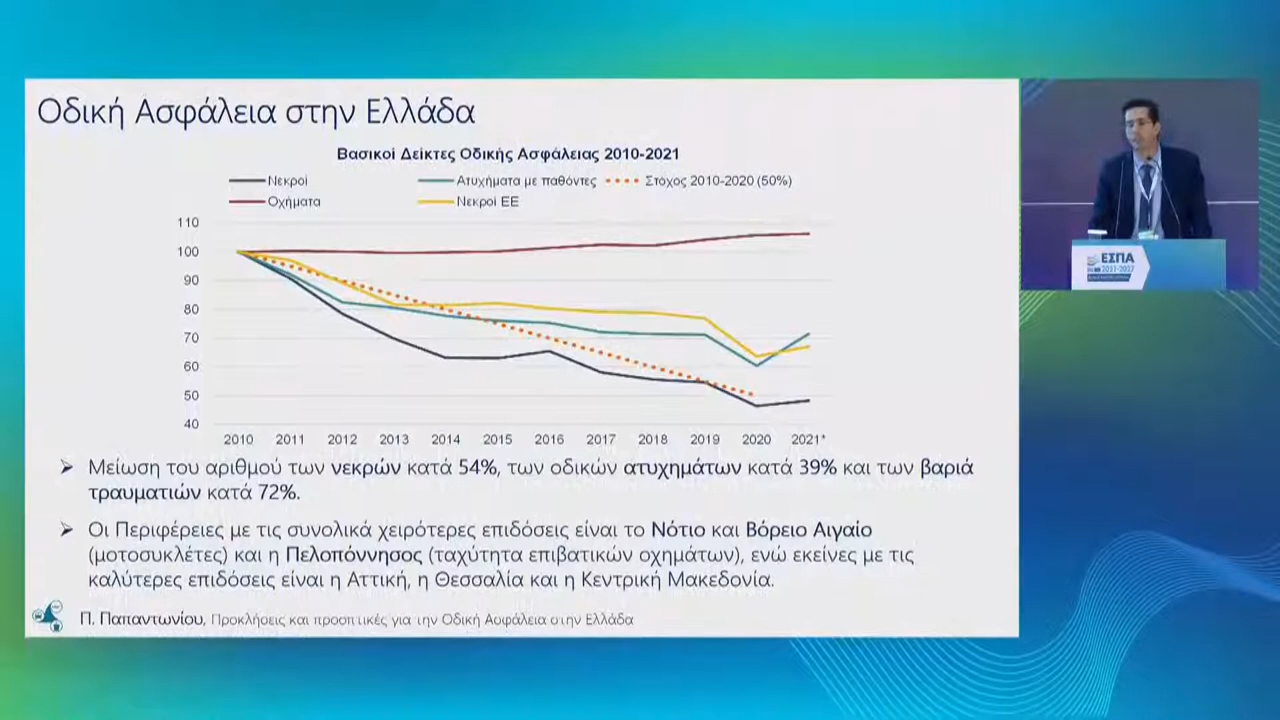 Οδική Ασφάλεια στην Ελλάδα
Βασικοί Δείκτες Οδικής Ασφάλειας 2010-2021
Νεκροί
Ατυχήματα με παθόντες
Στόχος 2010-2020 (50%)
Οχήματα
Νεκροί ΕΕ
110
100
90
80
70
60
50
40
2010 2011 2012 2013 2014 2015 2016 2017 2018 2019 2020 2021*
➢ Μείωση του αριθμού των νεκρών κατά 54%, των οδικών ατυχημάτων κατά 39% και των βαριά
τραυματιών κατά 72%.
➢ Οι Περιφέρειες με τις συνολικά χειρότερες επιδόσεις είναι το Νότιο και Βόρειο Αιγαίο
(μοτοσυκλέτες) και η Πελοπόννησος (ταχύτητα επιβατικών οχημάτων), ενώ εκείνες με τις
καλύτερες επιδόσεις είναι η Αττική, η Θεσσαλία και η Κεντρική Μακεδονία.
Π. Παπαντωνίου, Προκλήσεις και προοπτικές για την Οδική Ασφάλεια στην Ελλάδα
ΕΣΠΑ
2021-2027